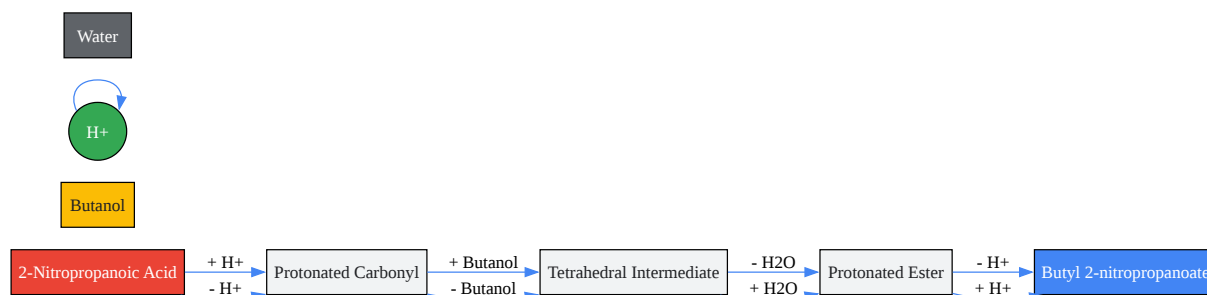 Water
H+
Butanol
2-Nitropropanoic Acid
+ H+
- H+
Protonated Carbonyl
+ Butanol
- Butanol
Tetrahedral Intermediate
- H2O
+ H2O
Protonated Ester
- H+
+ H+
Butyl 2-nitropropanoate